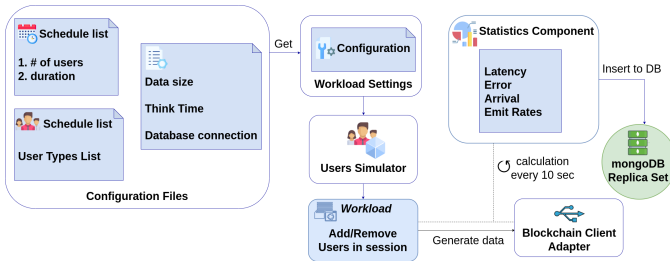 Schedule list
1. # of users
2. duration
Schedule list
User Types List
Data size
Think Time
Database connection
Configuration Files
Get
Configuration
Workload Settings
Users Simulator
Workload
Add/Remove
Users in session
Statistics Component
Latency
Error
Arrival
Emit Rates
calculation
every 10 sec
Generate data
Blockchain Client
Adapter
Insert to DB
mongoDB
Replica Set